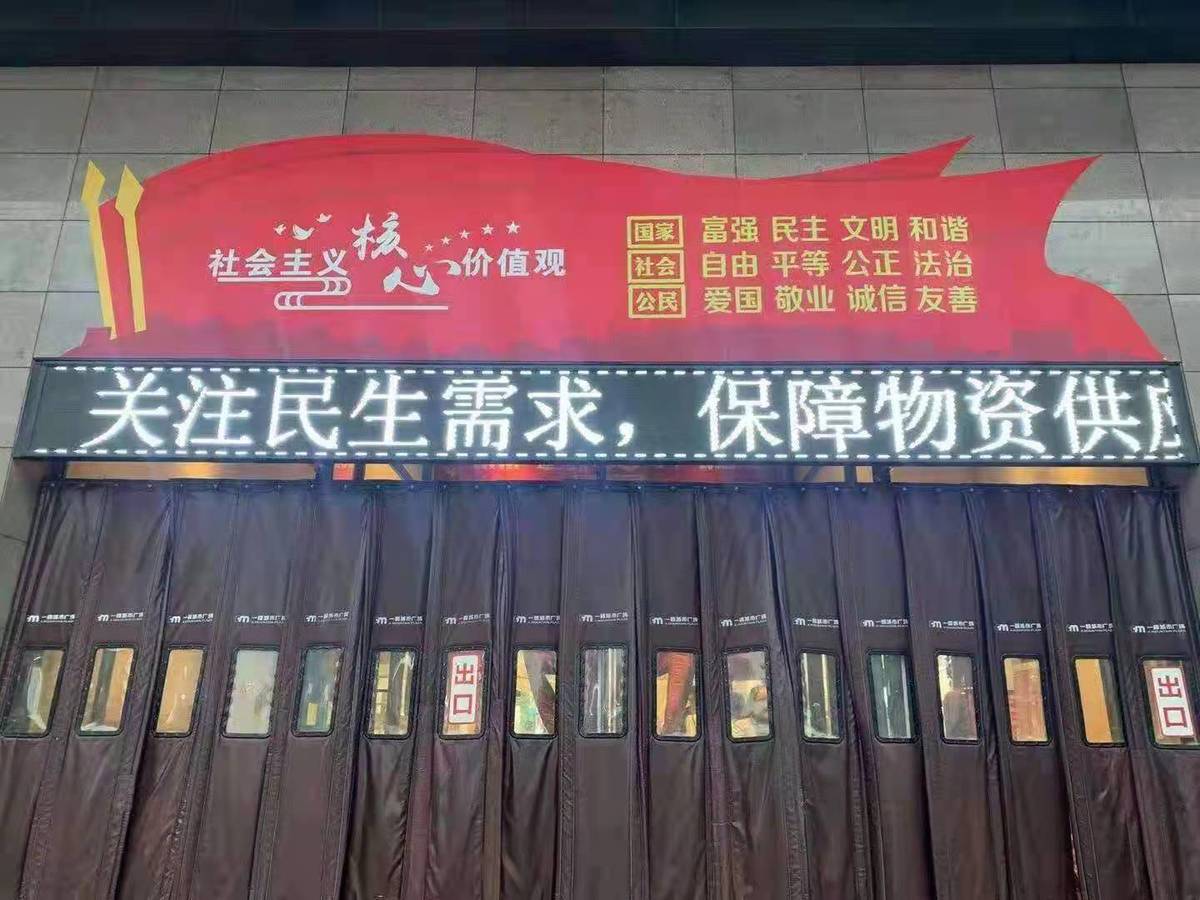 社会主义核心价值观
国家 富强 民主 文明 和谐
社会 自由 平等 公正 法治
公民 爱国 敬业 诚信 友善
关注民生需求，保障物资供
出口
出口